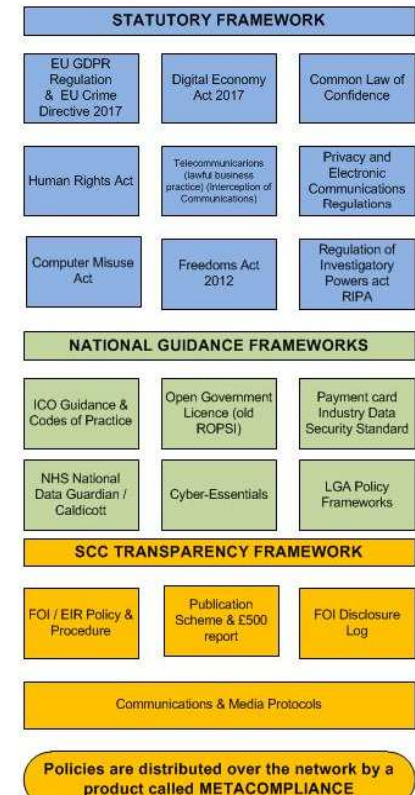 STATUTORY FRAMEWORK
EU GDPR
Regulation
& EU Crime
Directive 2017
Digital Economy
Act 2017
Common Law of
Confidence
Human Rights Act
Telecommunicarions
(lawful business
practice) (Interception of
Communications)
Privacy and
Electronic
Communications
Regulations
Computer Misuse
Act
Freedoms Act
2012
Regulation of
Investigatory
Powers act
RIPA
NATIONAL GUIDANCE FRAMEWORKS
ICO Guidance &
Codes of Practice
Open Government
Licence (old
ROPSI)
Payment card
Industry Data
Security Standard
NHS National
Data Guardian /
Caldicott
Cyber-Essentials
LGA Policy
Frameworks
SCC TRANSPARENCY FRAMEWORK
FOI / EIR Policy &
Procedure
Publication
Scheme & £500
report
FOI Disclosure
Log
Communications & Media Protocols
Policies are distributed over the network by a
product called METACOMPLIANCE